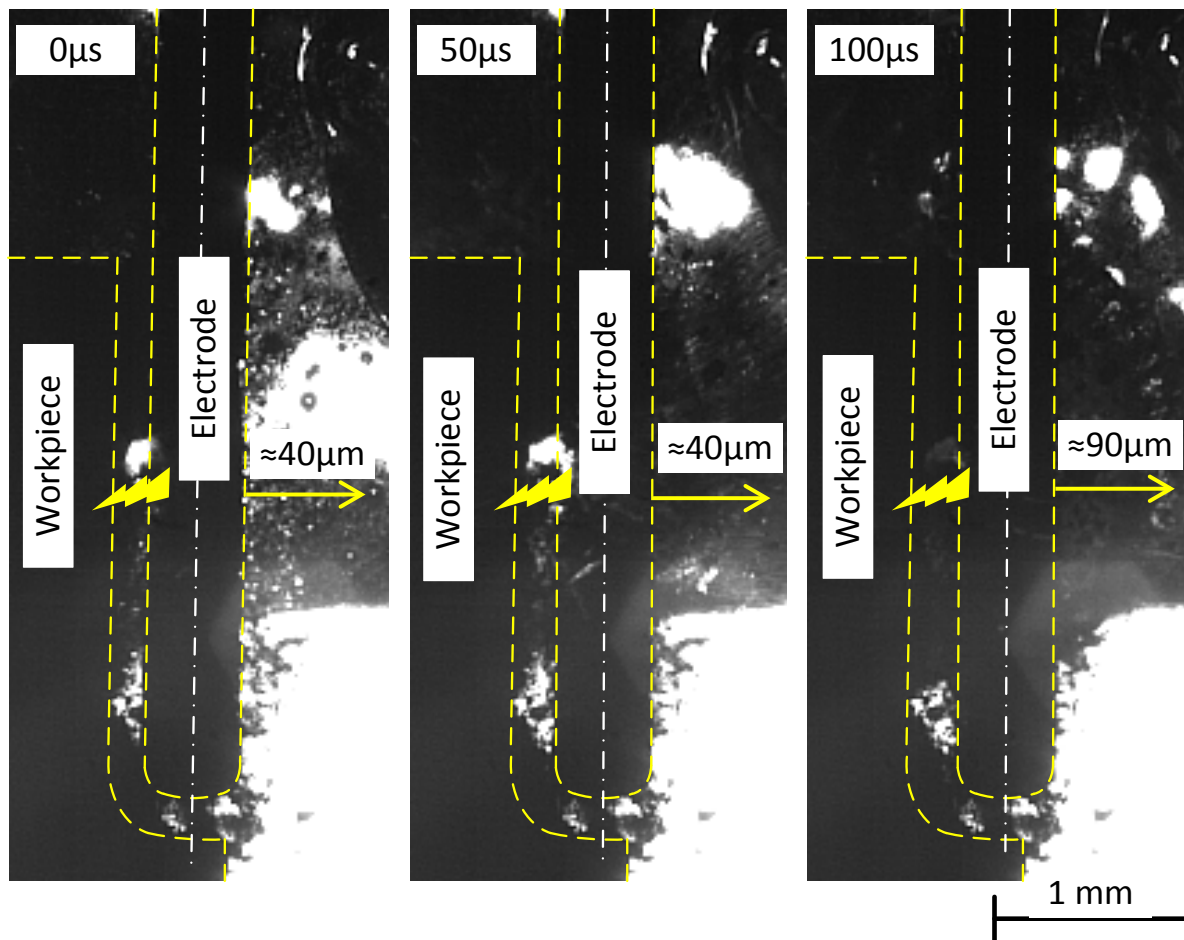 0µs
50µs
100µs
Electrode
Electrode
Electrode
Workpiece
Workpiece
Workpiece
≈40µm
≈40µm
≈90µm
1 mm